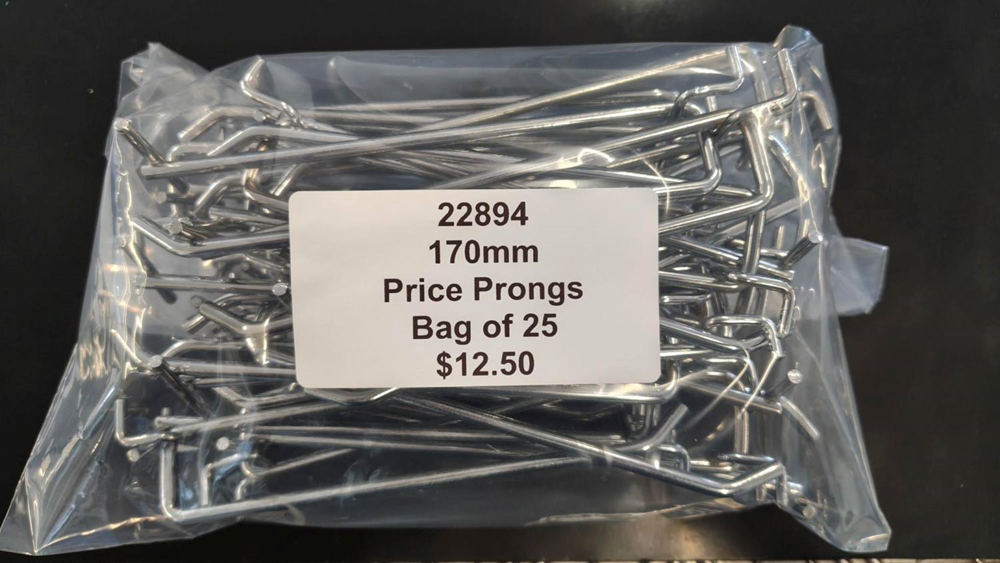 22894
170mm
Price Prongs
Bag of 25
$12.50